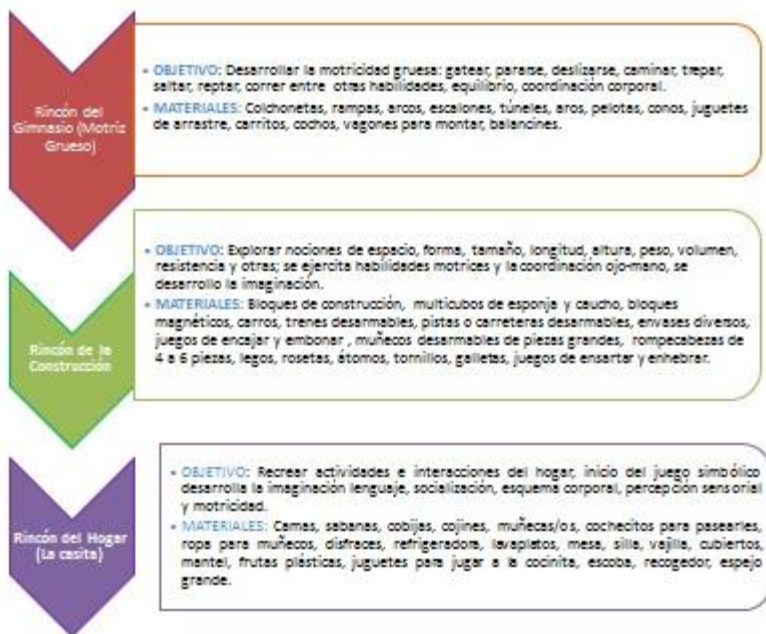 Rincón del
Gimnasio (Motriz
Grueso)
• OBJETIVO: Desarrollar la motricidad gruesa: gatear, pararse, deslizarse, caminar, trepar,
saltar, reptar, correr entre otras habilidades, equilibrio, coordinación corporal.
• MATERIALES: Colchonetas, rampas, arcos, escalones, túneles, aros, pelotas, conos, juguetes
de arrastre, carritos, cochos, vagones para montar, balancines.
Rincón de la
Construcción
• OBJETIVO: Explorar nociones de espacio, forma, tamaño, longitud, altura, peso, volumen,
resistencia y otras; se ejercita habilidades motrices y la coordinación ojo-mano, se
desarrollo la imaginación.
• MATERIALES: Bloques de construcción, multicubos de esponja y caucho, bloques
magnéticos, carros, trenes desarmables, pistas o carreteras desarmables, envases diversos,
juegos de encajar y embonar , muñecos desarmables de piezas grandes, rompecabezas de
4 a 6 piezas, legos, rosetas, átomos, tornillos, galletas, juegos de ensartar y enhebrar.
Rincón del Hogar
(La casita)
• OBJETIVO: Recrear actividades e interacciones del hogar, inicio del juego simbólico
desarrolla la imaginación lenguaje, socialización, esquema corporal, percepción sensorial
y motricidad.
• MATERIALES: Camas, sabanas, cobijas, cojines, muñecas/os, cochecitos para pasearles,
ropa para muñecos, disfraces, refrigeradora, lavaplatos, mesa, silla, vajilla, cubiertos,
mantel, frutas plásticas, juguetes para jugar a la cocinita, escoba, recogedor, espejo
grande.